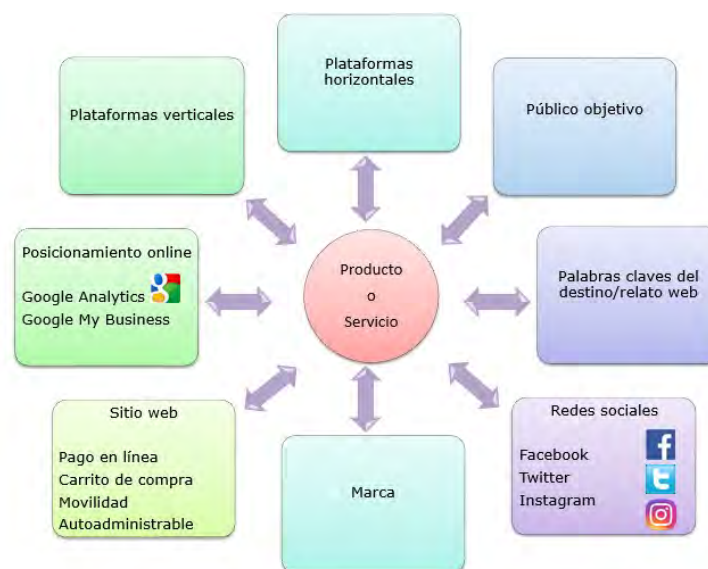 Plataformas
horizontales
Plataformas verticales
Público objetivo
Posicionamiento online
Google Analytics
Google My Business
Producto
o
Servicio
Palabras claves del
destino/relato web
Sitio web
Pago en línea
Carrito de compra
Movilidad
Autoadministrable
Marca
Redes sociales
Facebook
Twitter
Instagram